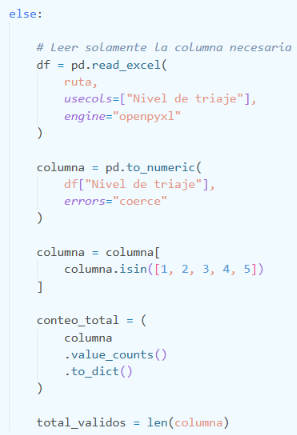 else:
# Leer solamente la columna necesaria
df = pd.read_excel(
ruta,
usecols=["Nivel de triaje"],
engine="openpyxl"
)
columna = pd.to_numeric(
df["Nivel de triaje"],
errors="coerce"
)
columna = columna[
columna.isin([1, 2, 3, 4, 5])
]
conteo_total = (
columna
.value_counts()
.to_dict()
)
total_validos = len(columna)